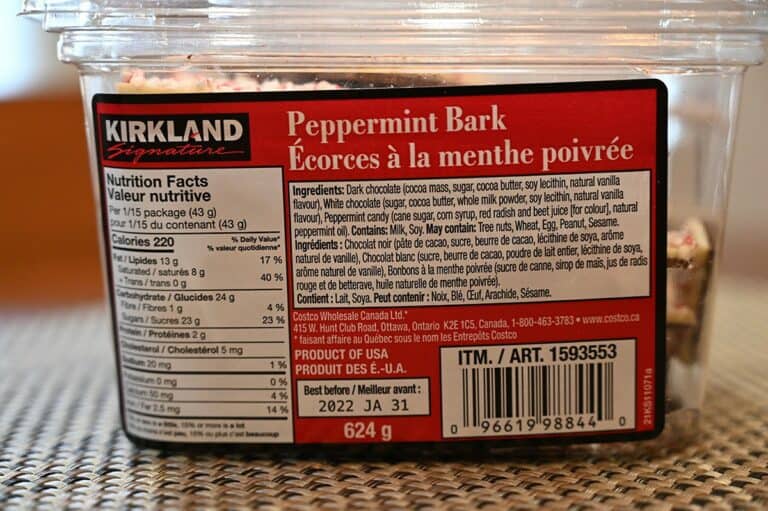 KIRKLAND
Signature
Peppermint Bark
Écorces à la menthe poivrée
Nutrition Facts
Valeur nutritive
Per 1/15 package (43 g)
pour 1/15 du contenant (43 g)
Calories 220
% Daily Value*
% valeur quotidienne*
Fat / Lipides 13 g 17 %
Saturated / saturés 8 g
+ Trans / trans 0 g 40 %
Carbohydrate / Glucides 24 g
Fibre / Fibres 1 g 4 %
Sugars / Sucres 23 g 23 %
Protein / Protéines 2 g
Cholesterol / Cholestérol 5 mg
Sodium 20 mg 1 %
0 mg 0 %
50 mg 4 %
2.5 mg 14 %
Ingredients: Dark chocolate (cocoa mass, sugar, cocoa butter, soy lecithin, natural vanilla
flavour), White chocolate (sugar, cocoa butter, whole milk powder, soy lecithin, natural vanilla
flavour), Peppermint candy (cane sugar, corn syrup, red radish and beet juice [for colour], natural
peppermint oil). Contains: Milk, Soy. May contain: Tree nuts, Wheat, Egg, Peanut, Sesame.
Ingrédients : Chocolat noir (pâte de cacao, sucre, beurre de cacao, lécithine de soya, arôme
naturel de vanille), Chocolat blanc (sucre, beurre de cacao, poudre de lait entier, lécithine de soya,
arôme naturel de vanille), Bonbons à la menthe poivrée (sucre de canne, sirop de maïs, jus de radis
rouge et de betterave, huile naturelle de menthe poivrée).
Contient : Lait, Soya. Peut contenir : Noix, Blé, Œuf, Arachide, Sésame.
Costco Wholesale Canada Ltd.*
415 W. Hunt Club Road, Ottawa, Ontario K2E 1C5, Canada, 1-800-463-3783 • www.costco.ca
* faisant affaire au Québec sous le nom les Entrepôts Costco
PRODUCT OF USA
PRODUIT DES É.-U.A.
Best before / Meilleur avant :
2022 JA 31
624 g
ITM. / ART. 1593553
0 96619 98844 0
21KS11071a